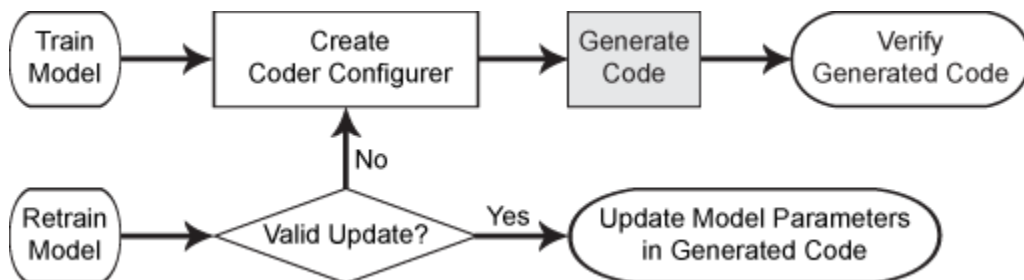 Train
Model
Create
Coder Configurer
Generate
Code
Verify
Generated Code
No
Retrain
Model
Valid Update?
Yes
Update Model Parameters
in Generated Code